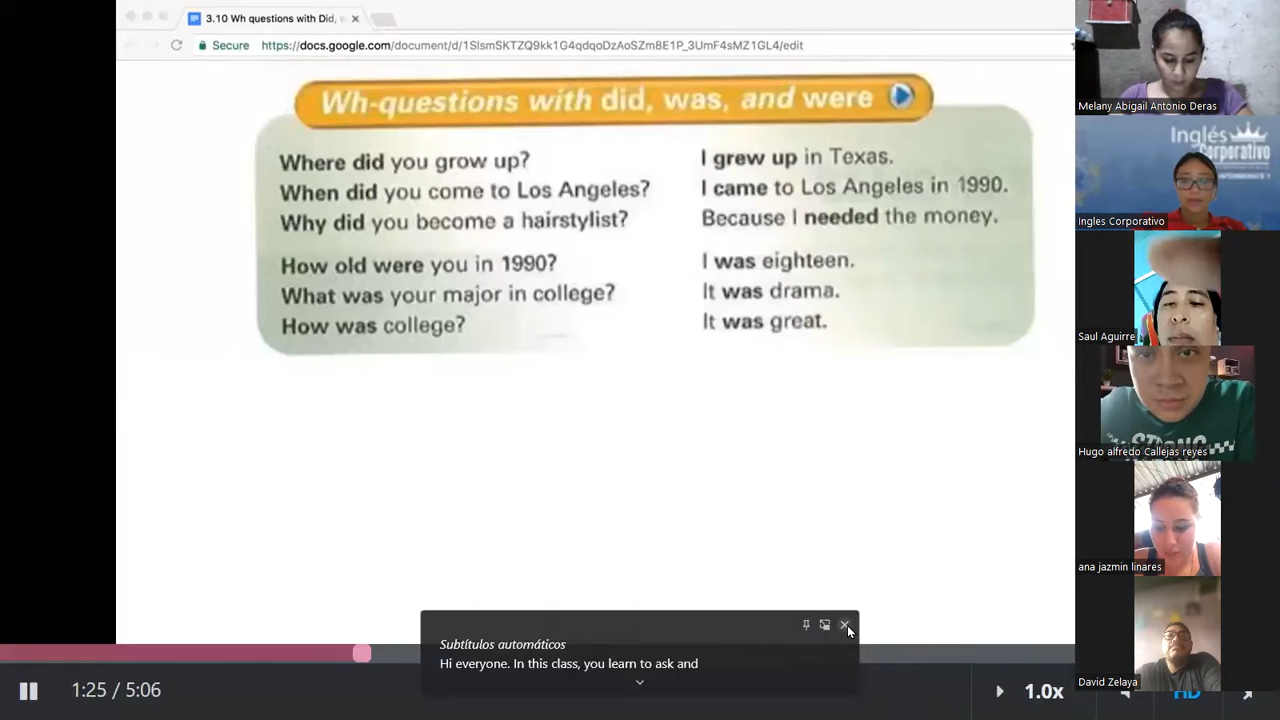 3.10 Wh questions with Did,
Secure
https://docs.google.com/document/d/1SlsmSKTZQ9kk1G4qdqoDzAoSZm8E1P_3UmF4sMZ1GL4/edit
Wh-questions with did, was, and were
Where did you grow up?
I grew up in Texas.
When did you come to Los Angeles?
I came to Los Angeles in 1990.
Why did you become a hairstylist?
Because I needed the money.
How old were you in 1990?
I was eighteen.
What was your major in college?
It was drama.
How was college?
It was great.
Subtítulos automáticos
Hi everyone. In this class, you learn to ask and
1:25 / 5:06
1.0x
HD
Melany Abigail Antonio Deras
Inglés
Corporativo
INTERMEDIATE 1
Ingles Corporativo
Saul Aguirre
STRONG
Hugo alfredo Callejas reyes
ana jazmin linares
David Zelaya